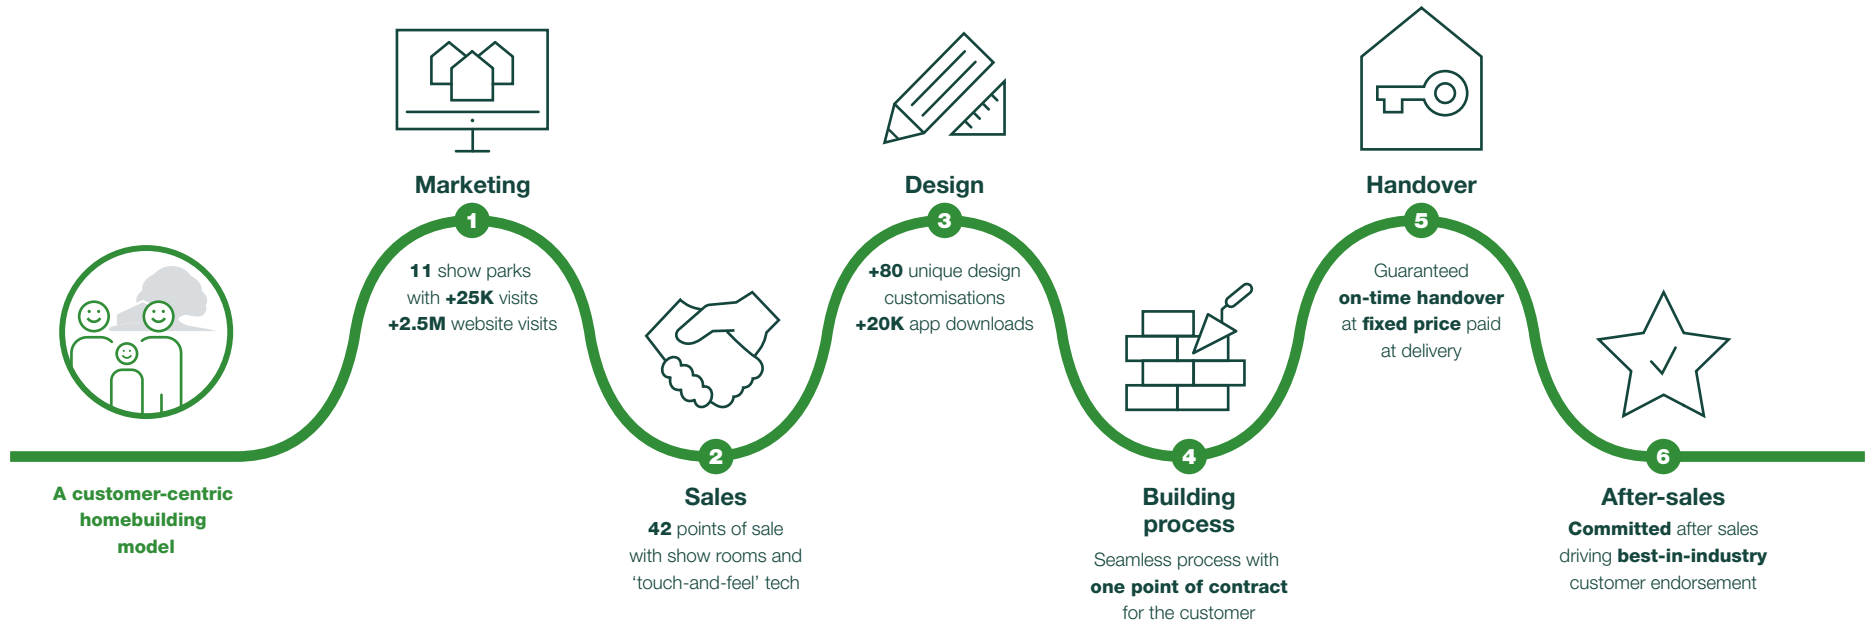 A customer-centric
homebuilding
model
Marketing
1
11 show parks
with +25K visits
+2.5M website visits
2
Sales
42 points of sale
with show rooms and
‘touch-and-feel’ tech
Design
3
+80 unique design
customisations
+20K app downloads
4
Building
process
Seamless process with
one point of contract
for the customer
Handover
5
Guaranteed
on-time handover
at fixed price paid
at delivery
6
After-sales
Committed after sales
driving best-in-industry
customer endorsement